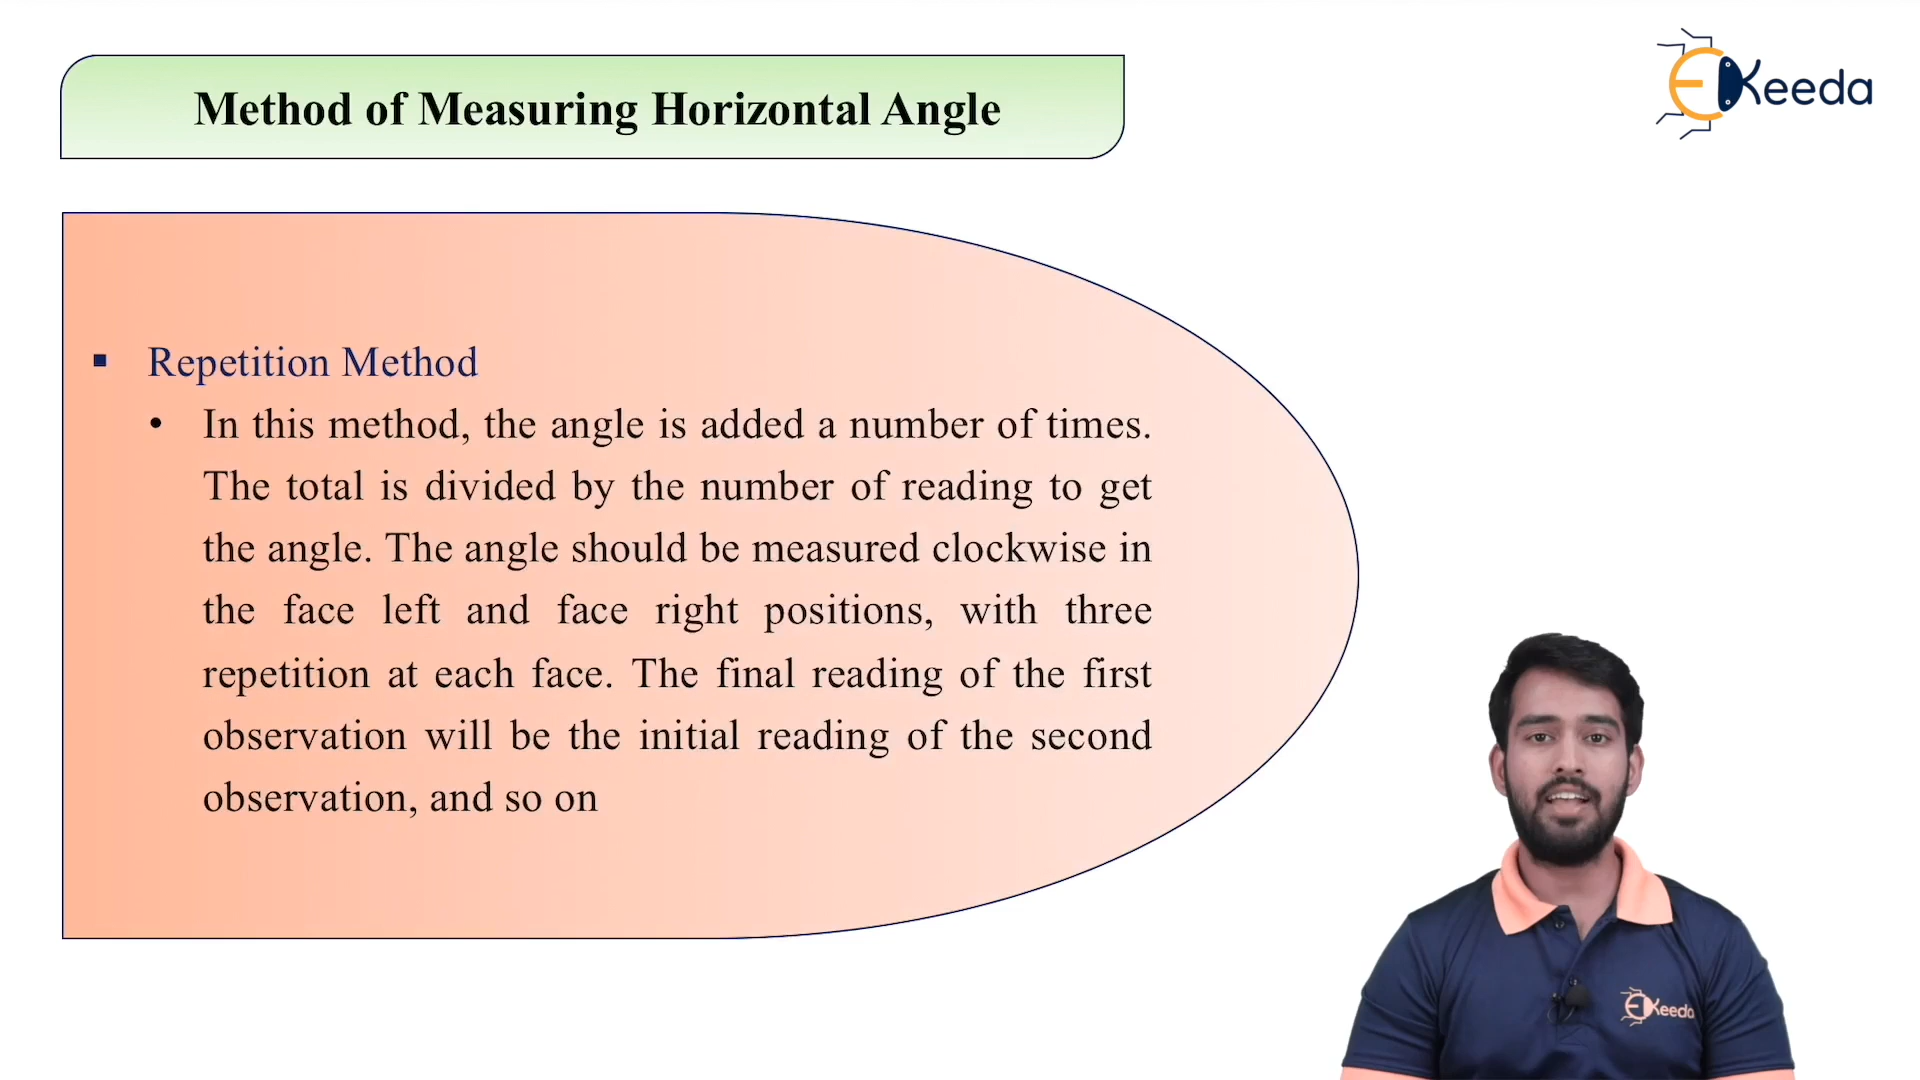 Method of Measuring Horizontal Angle
EKeeda
▪ Repetition Method
• In this method, the angle is added a number of times.
The total is divided by the number of reading to get
the angle. The angle should be measured clockwise in
the face left and face right positions, with three
repetition at each face. The final reading of the first
observation will be the initial reading of the second
observation, and so on
EKeeda